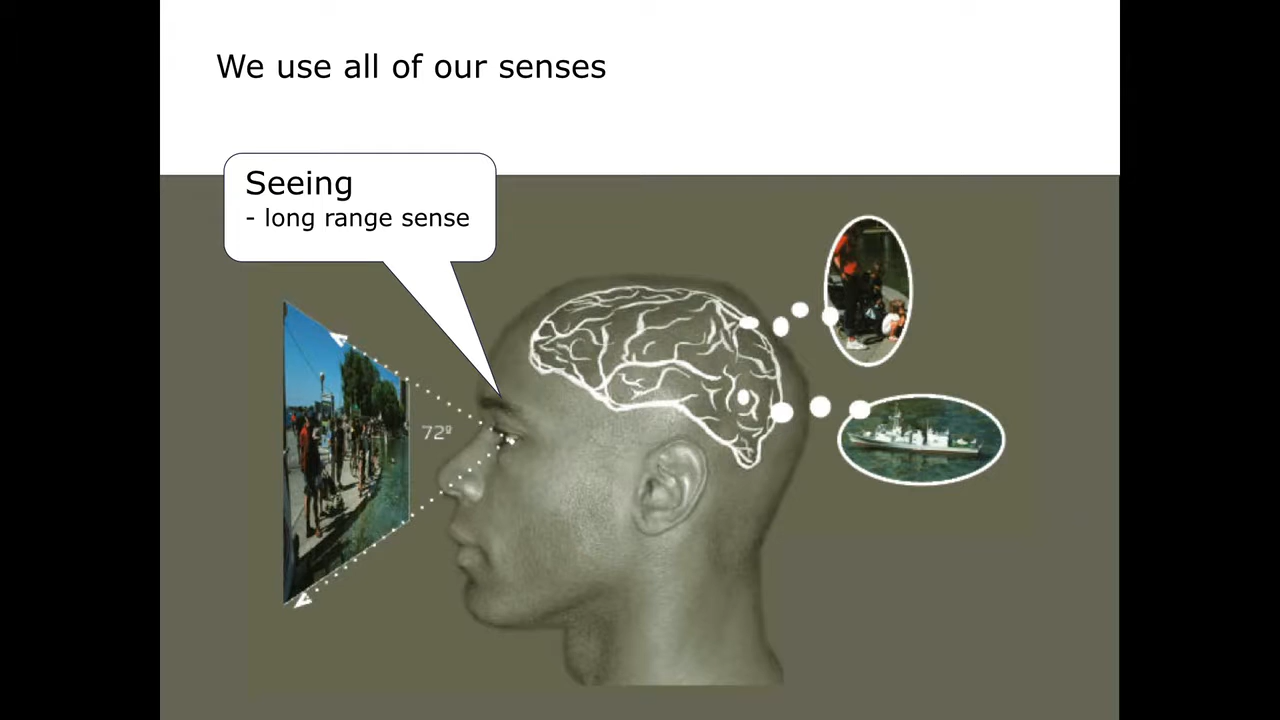 We use all of our senses
Seeing
- long range sense
72º